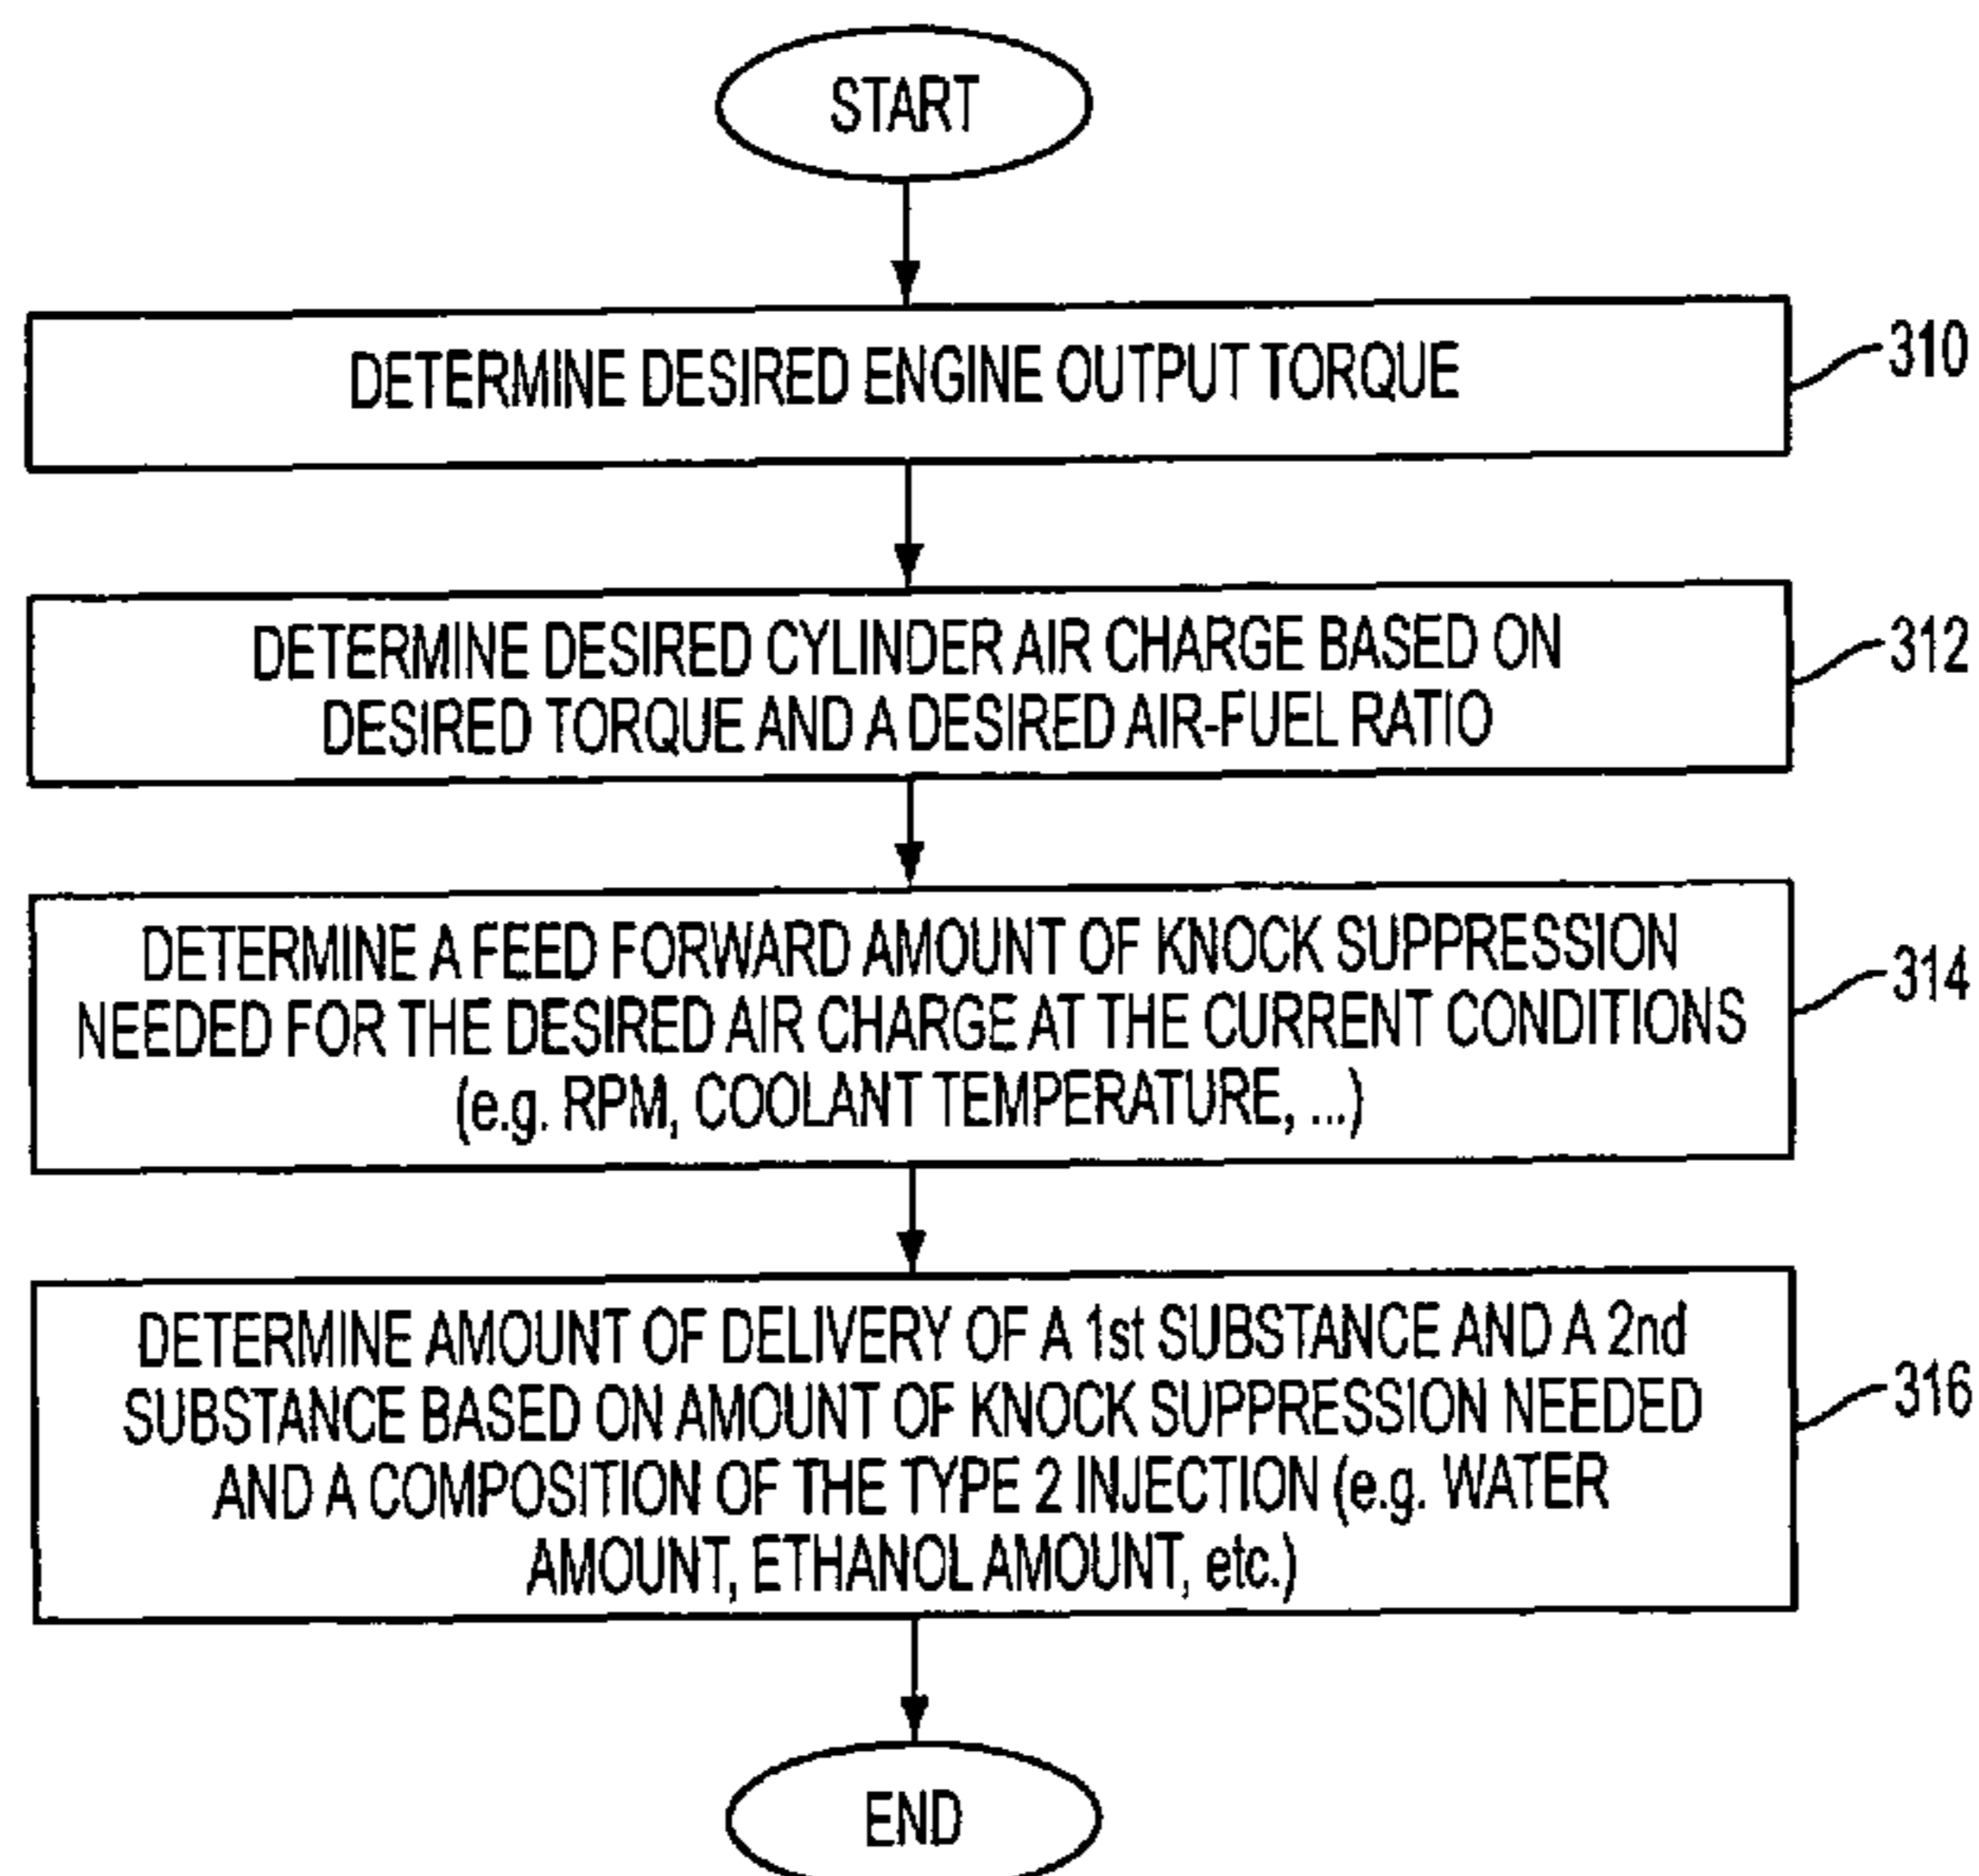 START
DETERMINE DESIRED ENGINE OUTPUT TORQUE
310
DETERMINE DESIRED CYLINDER AIR CHARGE BASED ON
DESIRED TORQUE AND A DESIRED AIR-FUEL RATIO
312
DETERMINE A FEED FORWARD AMOUNT OF KNOCK SUPPRESSION
NEEDED FOR THE DESIRED AIR CHARGE AT THE CURRENT CONDITIONS
(e.g. RPM, COOLANT TEMPERATURE, ...)
314
DETERMINE AMOUNT OF DELIVERY OF A 1st SUBSTANCE AND A 2nd
SUBSTANCE BASED ON AMOUNT OF KNOCK SUPPRESSION NEEDED
AND A COMPOSITION OF THE TYPE 2 INJECTION (e.g. WATER
AMOUNT, ETHANOL AMOUNT, etc.)
316
END